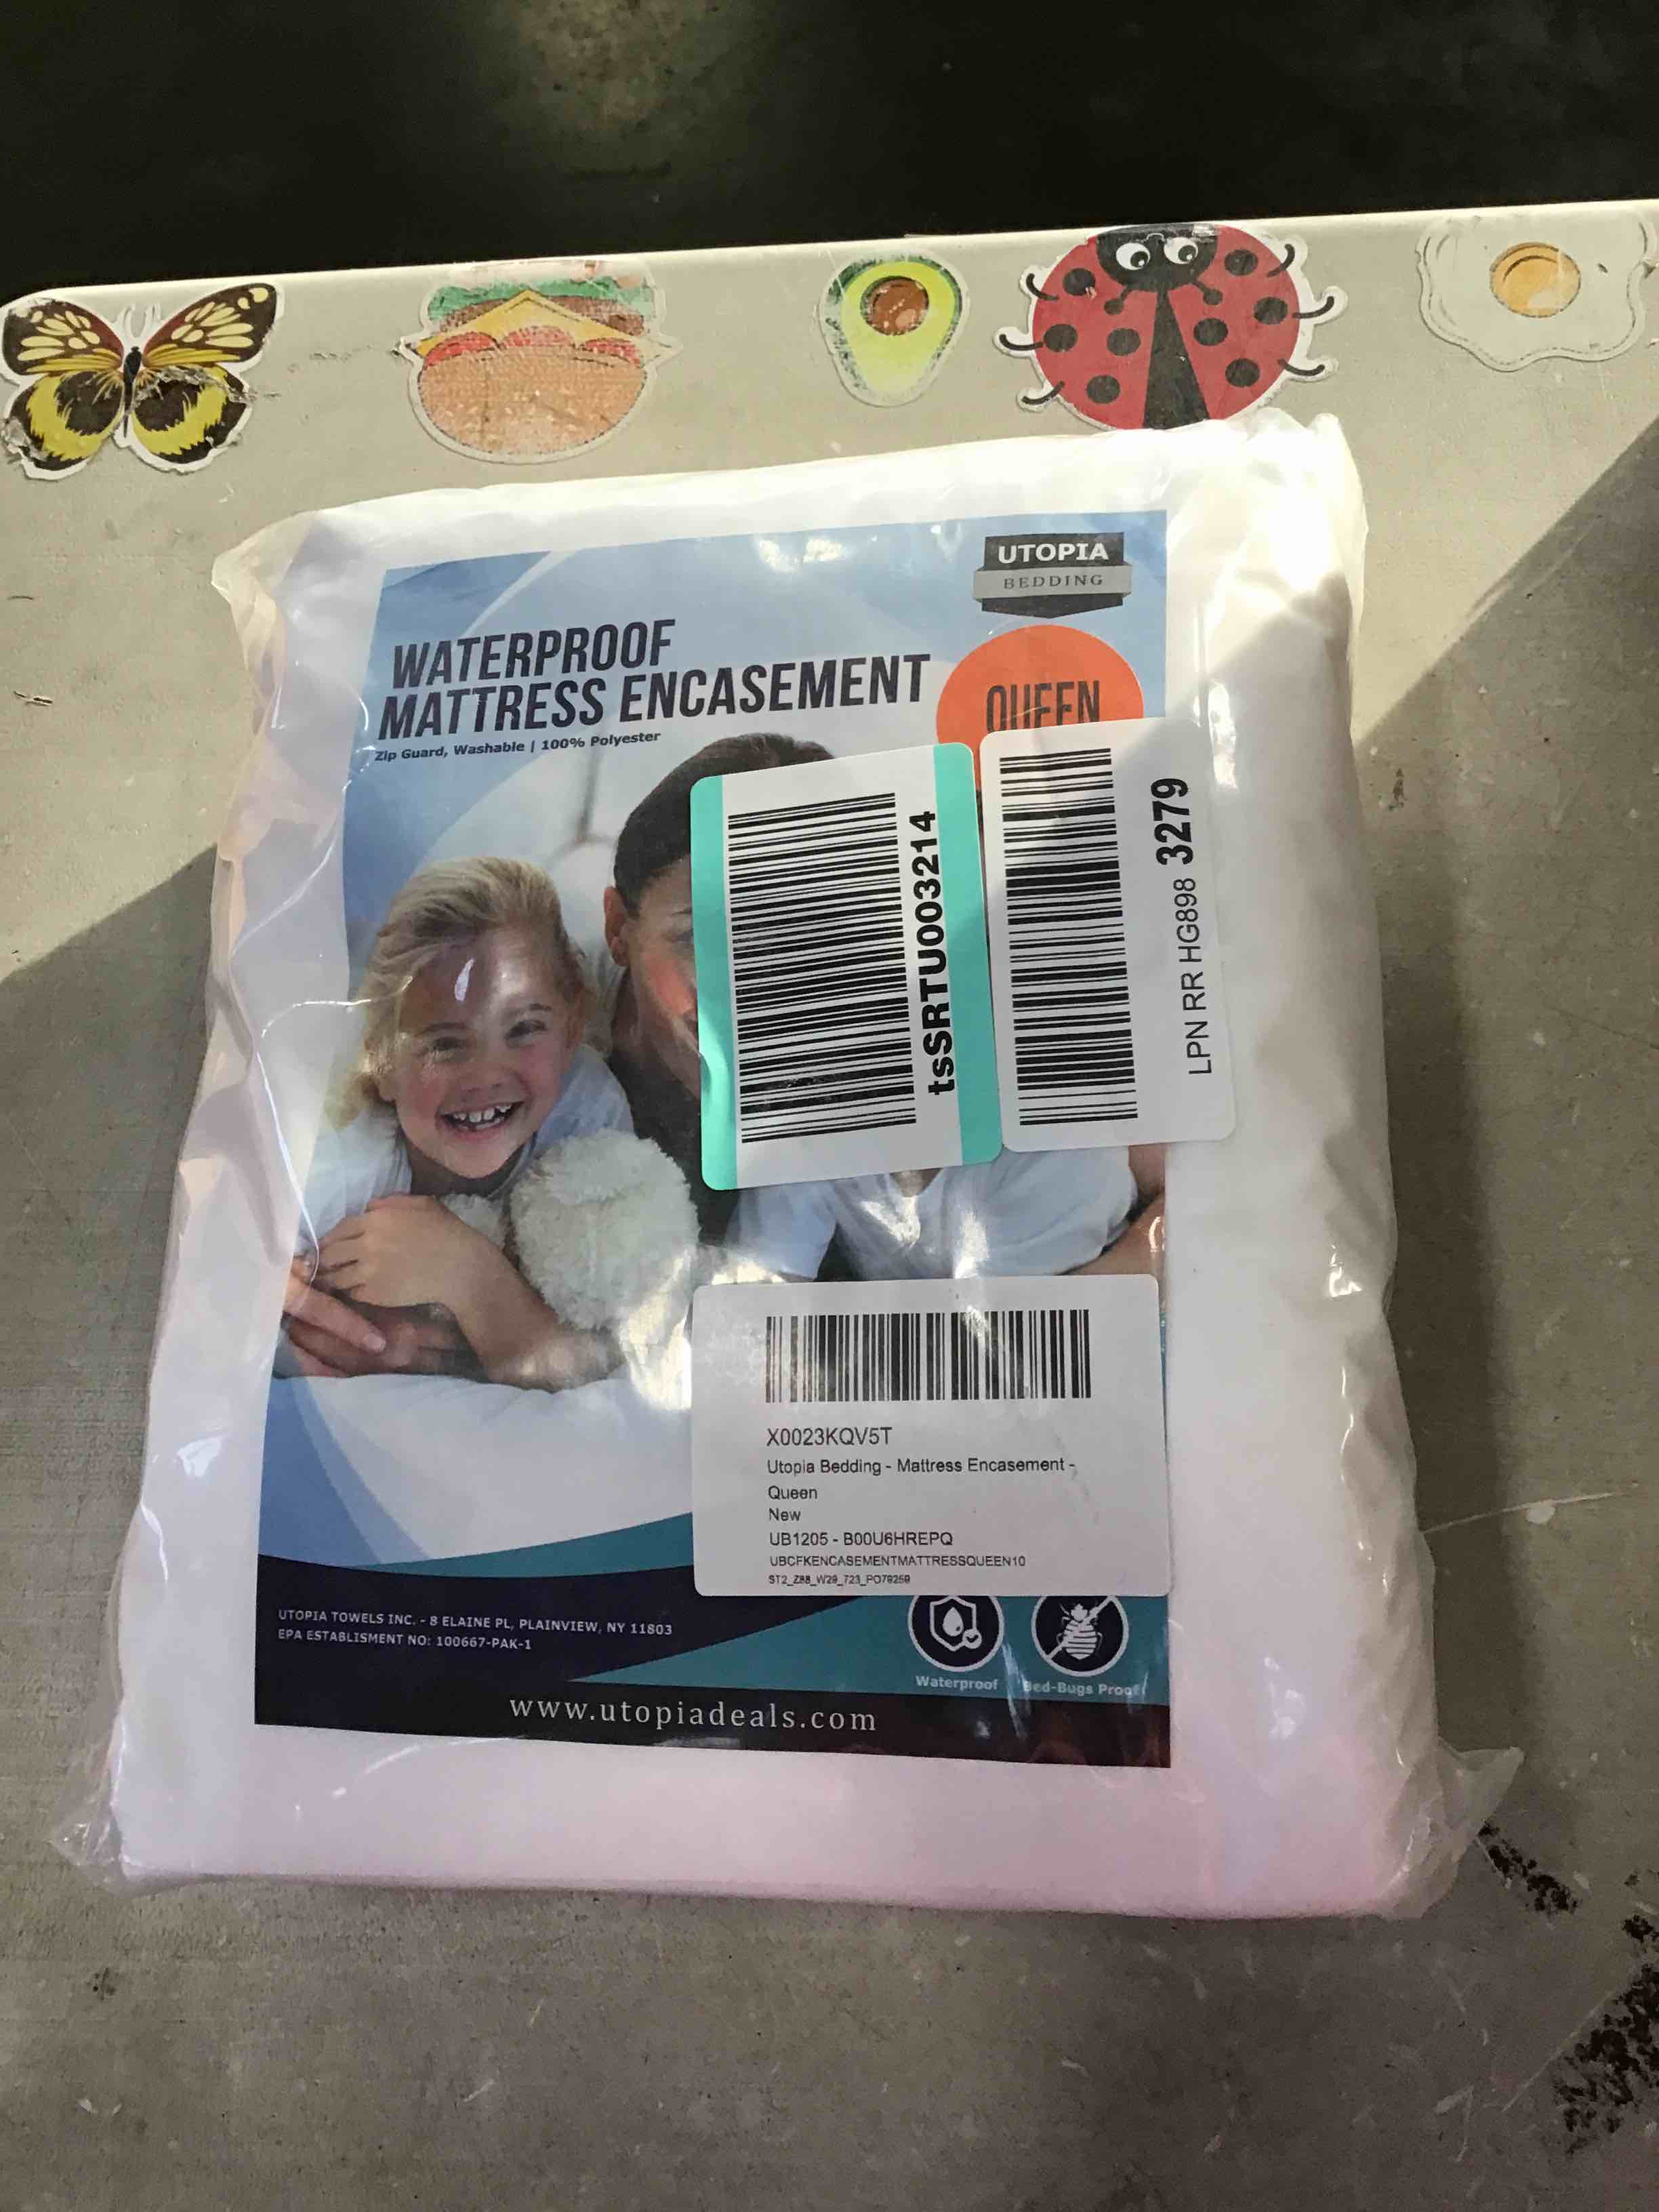 UTOPIA
BEDDING
WATERPROOF
MATTRESS ENCASEMENT
Zip Guard, Washable | 100% Polyester
QUEEN
tsSRTU003214
LPN RR HG898 3279
X0023KQV5T
Utopia Bedding - Mattress Encasement -
Queen
New
UB1205 - B00U6HREPQ
UBCFKENCASEMENTMATTRESSQUEEN10
ST2_Z88_W29_723_PO79259
UTOPIA TOWELS INC. - 8 ELAINE PL, PLAINVIEW, NY 11803
EPA ESTABLISMENT NO: 100667-PAK-1
Waterproof
Bed-Bugs Proof
www.utopiadeals.com